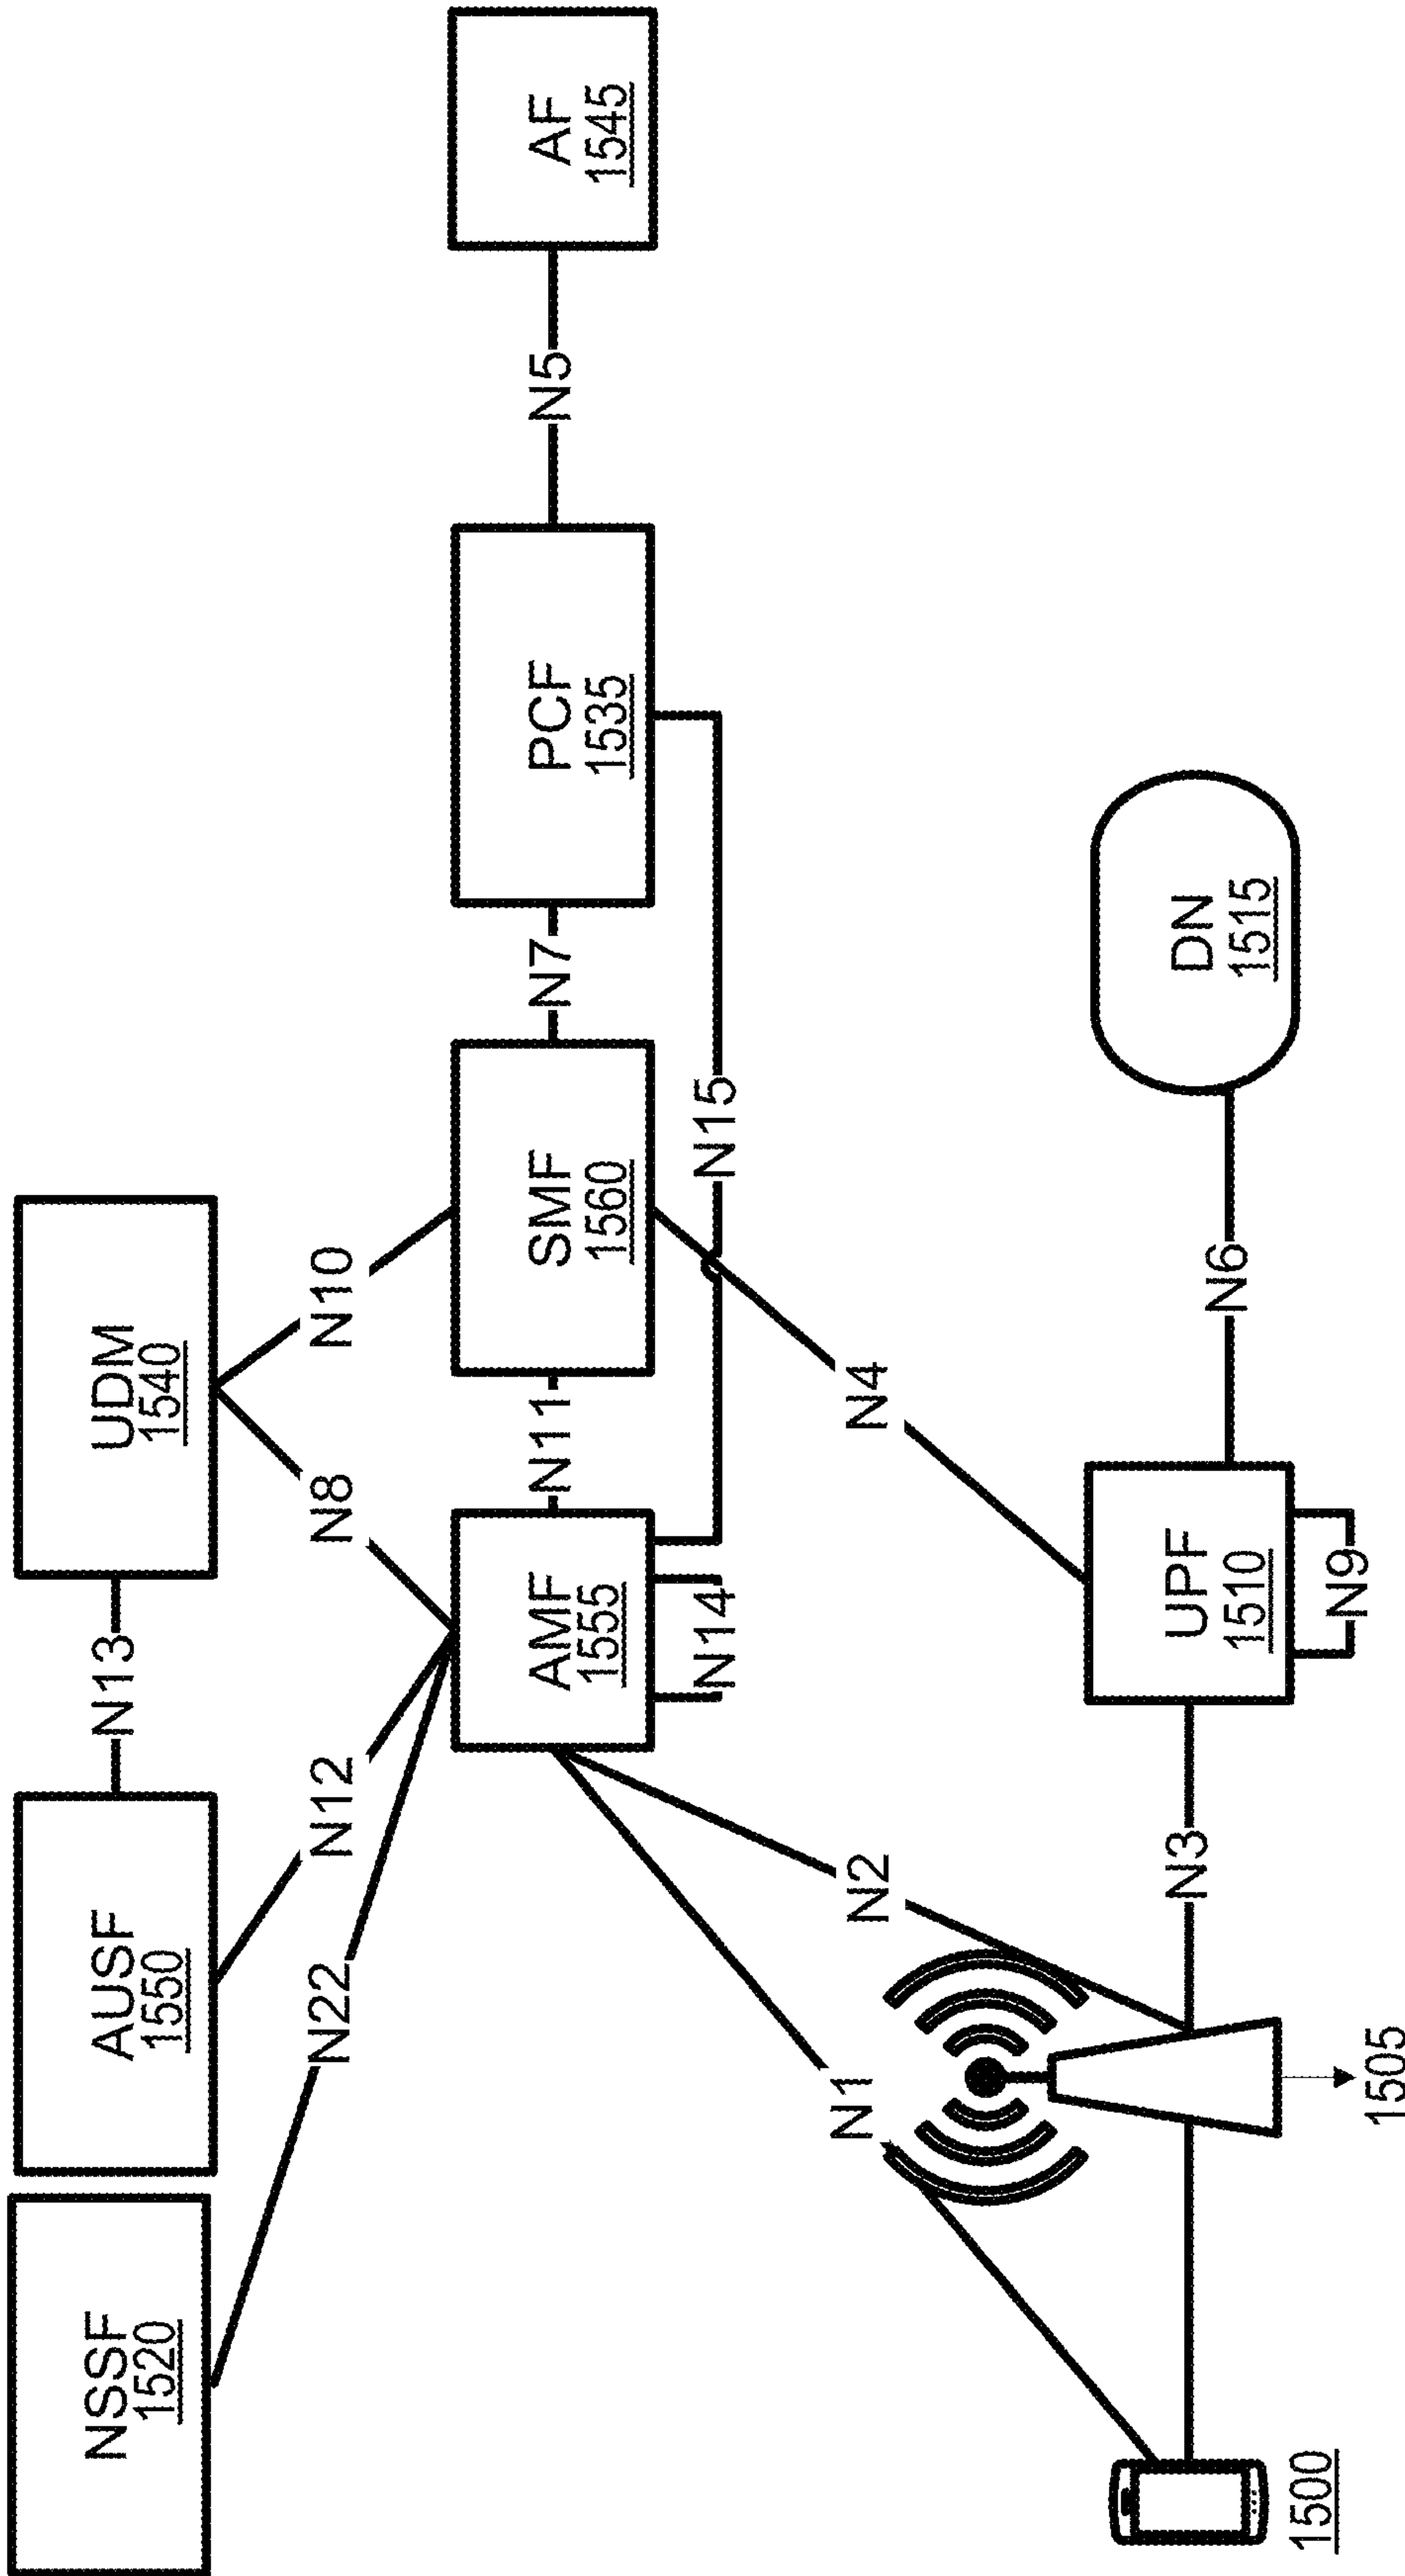 NSSF
1520
AUSF
1550
N13
UDM
1540
N22
N12
N8
N10
AMF
1555
N11
SMF
1560
N7
PCF
1535
N5
AF
1545
N14
N15
N1
N2
N4
1500
1505
N3
UPF
1510
N9
N6
DN
1515